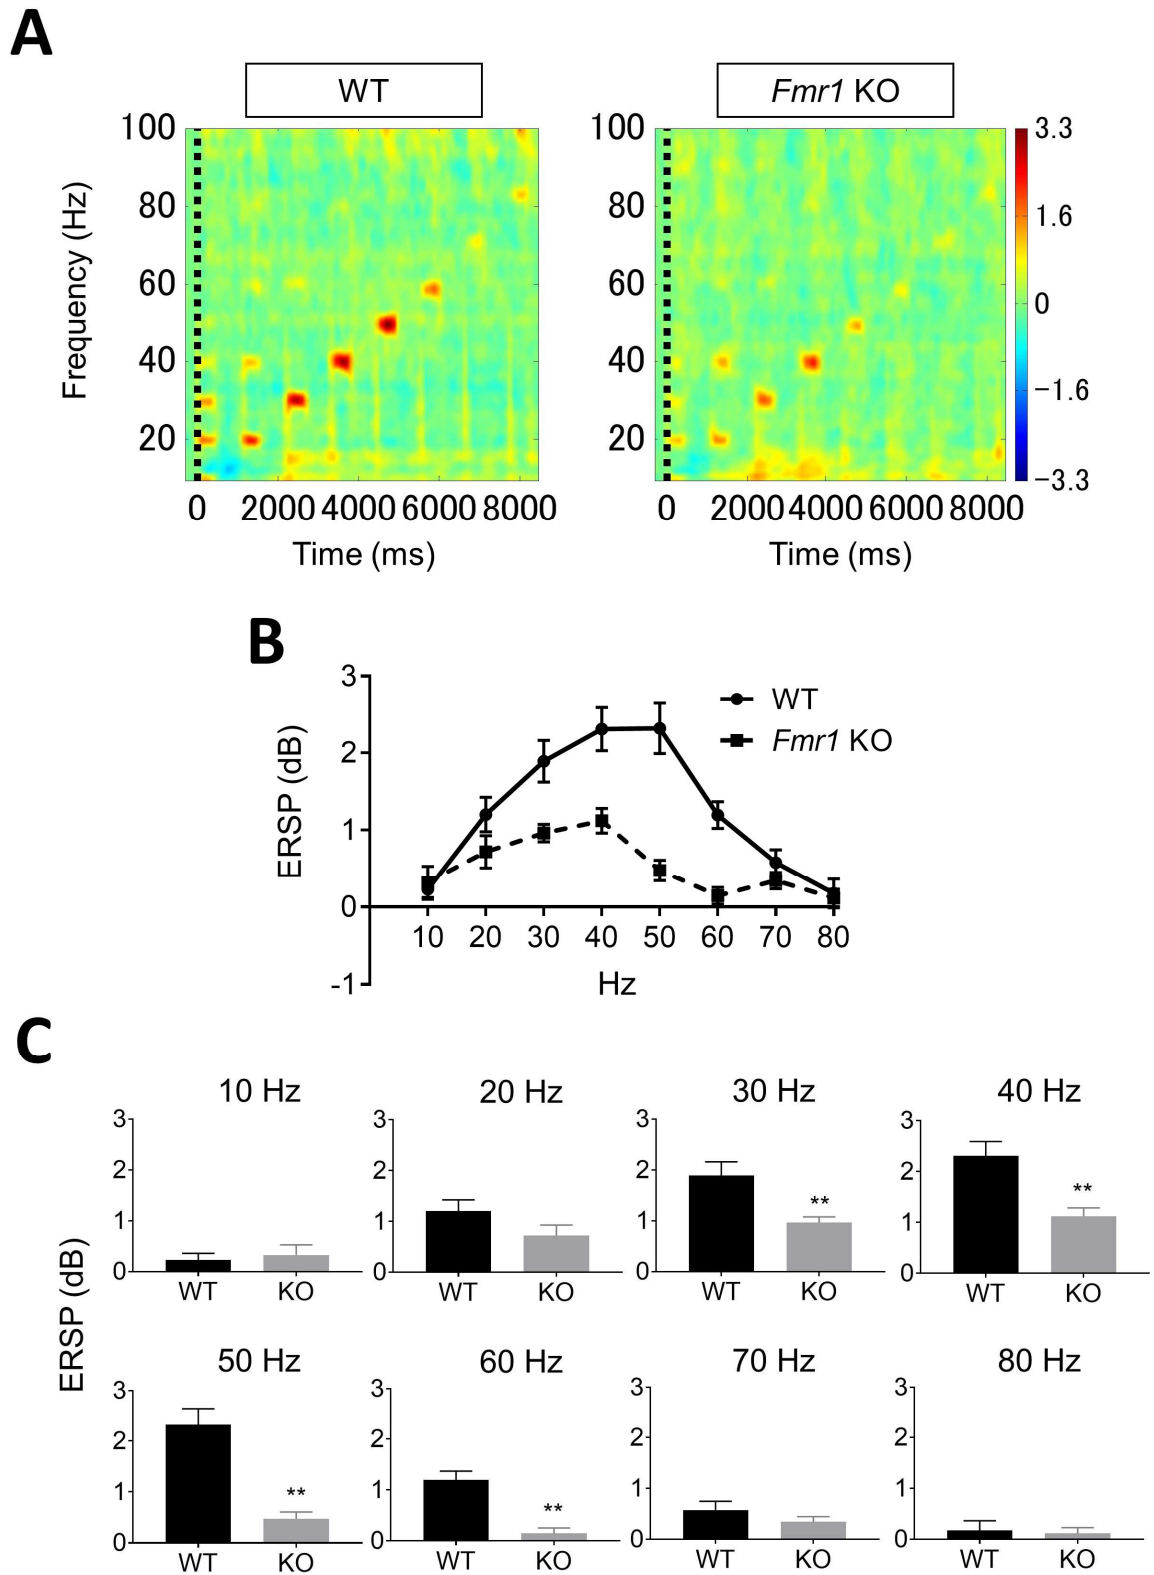 A
WT
Fmr1 KO
100
80
60
40
20
Frequency (Hz)
0 2000 4000 6000 8000
Time (ms)
100
80
60
40
20
0 2000 4000 6000 8000
Time (ms)
3.3
1.6
0
−1.6
−3.3
B
3
2
1
0
-1
ERSP (dB)
WT
Fmr1 KO
10 20 30 40 50 60 70 80
Hz
C
ERSP (dB)
10 Hz
3
2
1
0
WT KO
20 Hz
3
2
1
0
WT KO
30 Hz
3
2
1
0
**
WT KO
40 Hz
3
2
1
0
**
WT KO
50 Hz
3
2
1
0
**
WT KO
60 Hz
3
2
1
0
**
WT KO
70 Hz
3
2
1
0
WT KO
80 Hz
3
2
1
0
WT KO